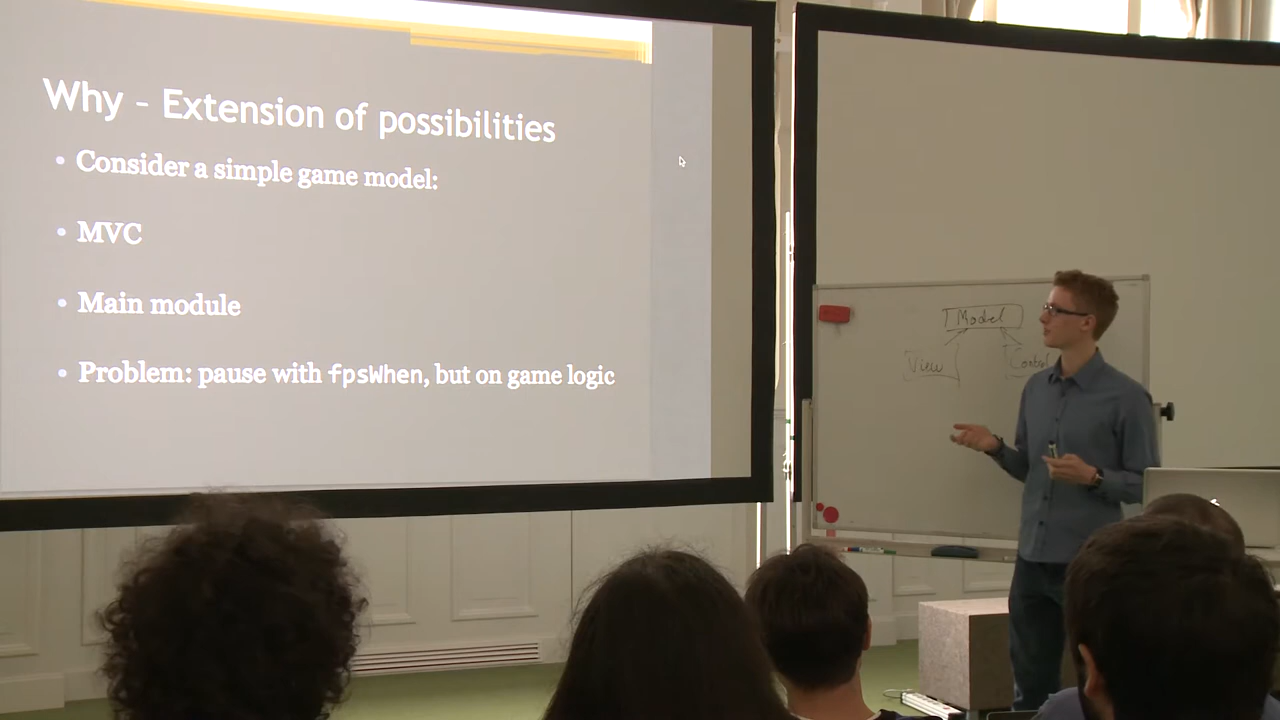 Why – Extension of possibilities
• Consider a simple game model:
• MVC
• Main module
• Problem: pause with fpsWhen, but on game logic
Model
View